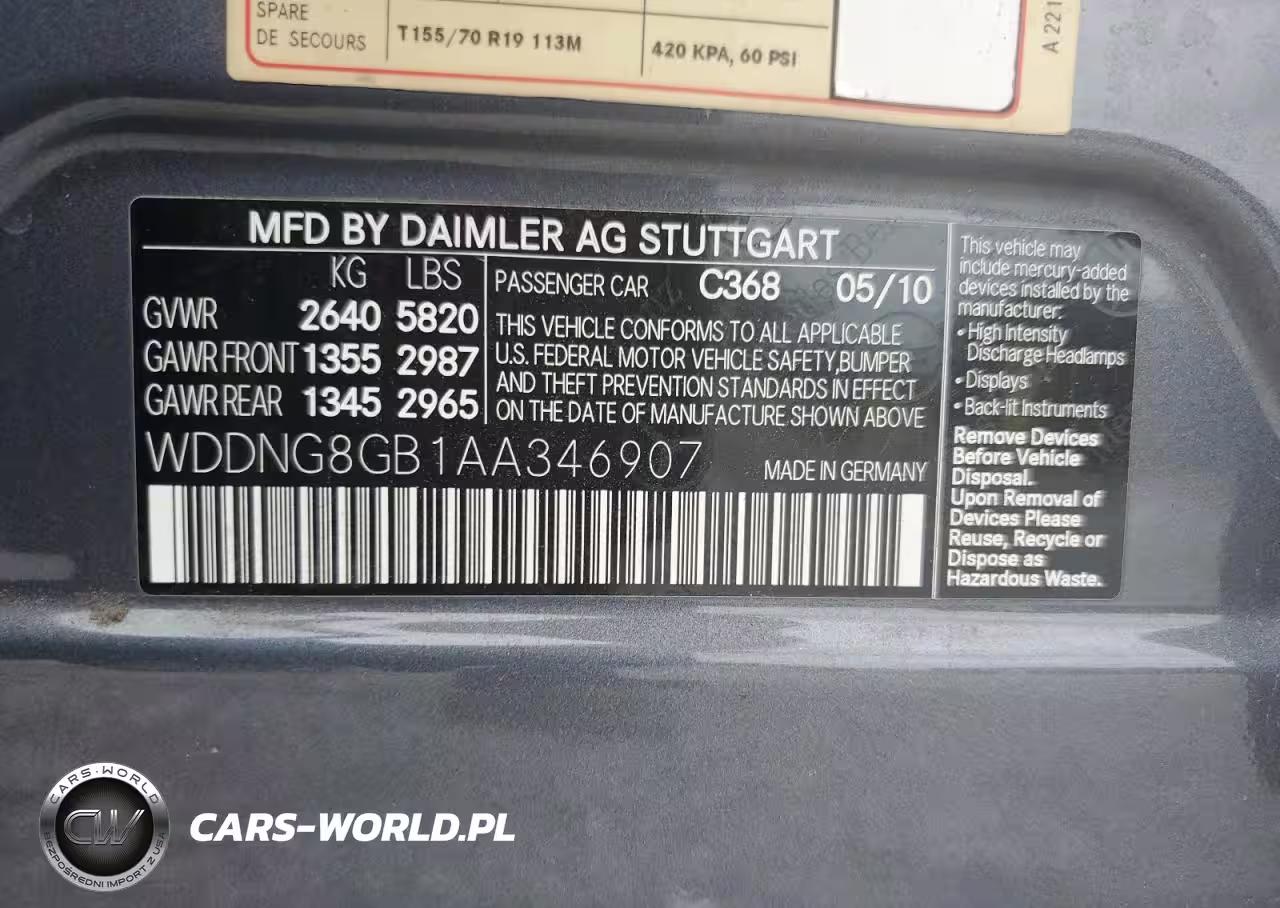 SPARE
DE SECOURS
T155/70 R19 113M
420 KPA, 60 PSI
A 221
MFD BY DAIMLER AG STUTTGART
KG LBS
GVWR 2640 5820
GAWR FRONT 1355 2987
GAWR REAR 1345 2965
PASSENGER CAR C368 05/10
THIS VEHICLE CONFORMS TO ALL APPLICABLE
U.S. FEDERAL MOTOR VEHICLE SAFETY,BUMPER
AND THEFT PREVENTION STANDARDS IN EFFECT
ON THE DATE OF MANUFACTURE SHOWN ABOVE
WDDNG8GB1AA346907
MADE IN GERMANY
This vehicle may
include mercury-added
devices installed by the
manufacturer:
• High Intensity
Discharge Headlamps
• Displays
• Back-lit Instruments
Remove Devices
Before Vehicle
Disposal.
Upon Removal of
Devices Please
Reuse, Recycle or
Dispose as
Hazardous Waste.
CARS-WORLD
CW
BEZPOŚREDNI IMPORT Z USA
CARS-WORLD.PL